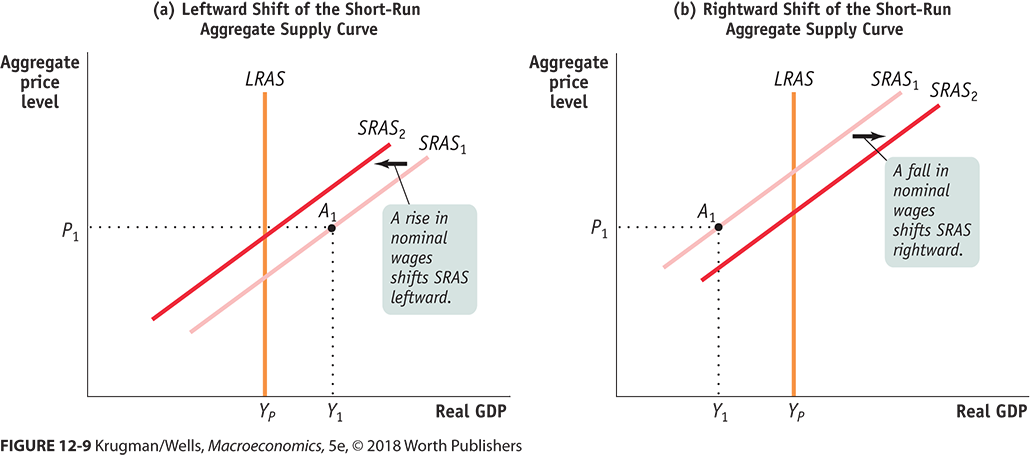 (a) Leftward Shift of the Short-Run
Aggregate Supply Curve
Aggregate
price
level
LRAS
SRAS2
SRAS1
A1
P1
A rise in
nominal
wages
shifts SRAS
leftward.
YP
Y1
Real GDP
(b) Rightward Shift of the Short-Run
Aggregate Supply Curve
Aggregate
price
level
LRAS
SRAS1
SRAS2
A1
P1
A fall in
nominal
wages
shifts SRAS
rightward.
Y1
YP
Real GDP
FIGURE 12-9 Krugman/Wells, Macroeconomics, 5e, © 2018 Worth Publishers